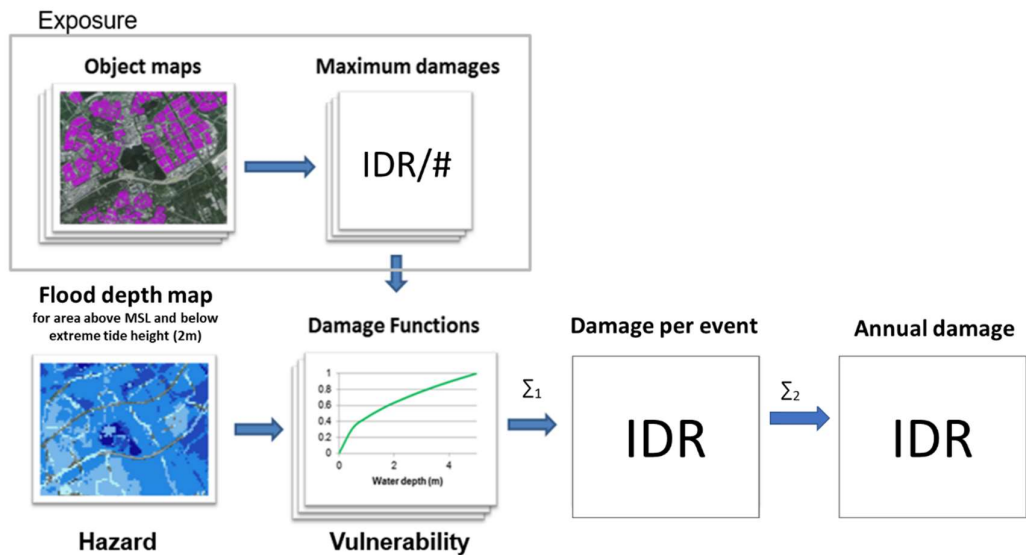 Exposure
Object maps
Maximum damages
IDR/#
Flood depth map
for area above MSL and below
extreme tide height (2m)
Damage Functions
Damage per event
Annual damage
1
0.8
0.6
0.4
0.2
0
0 2 4
Water depth (m)
∑1
IDR
∑2
IDR
Hazard
Vulnerability